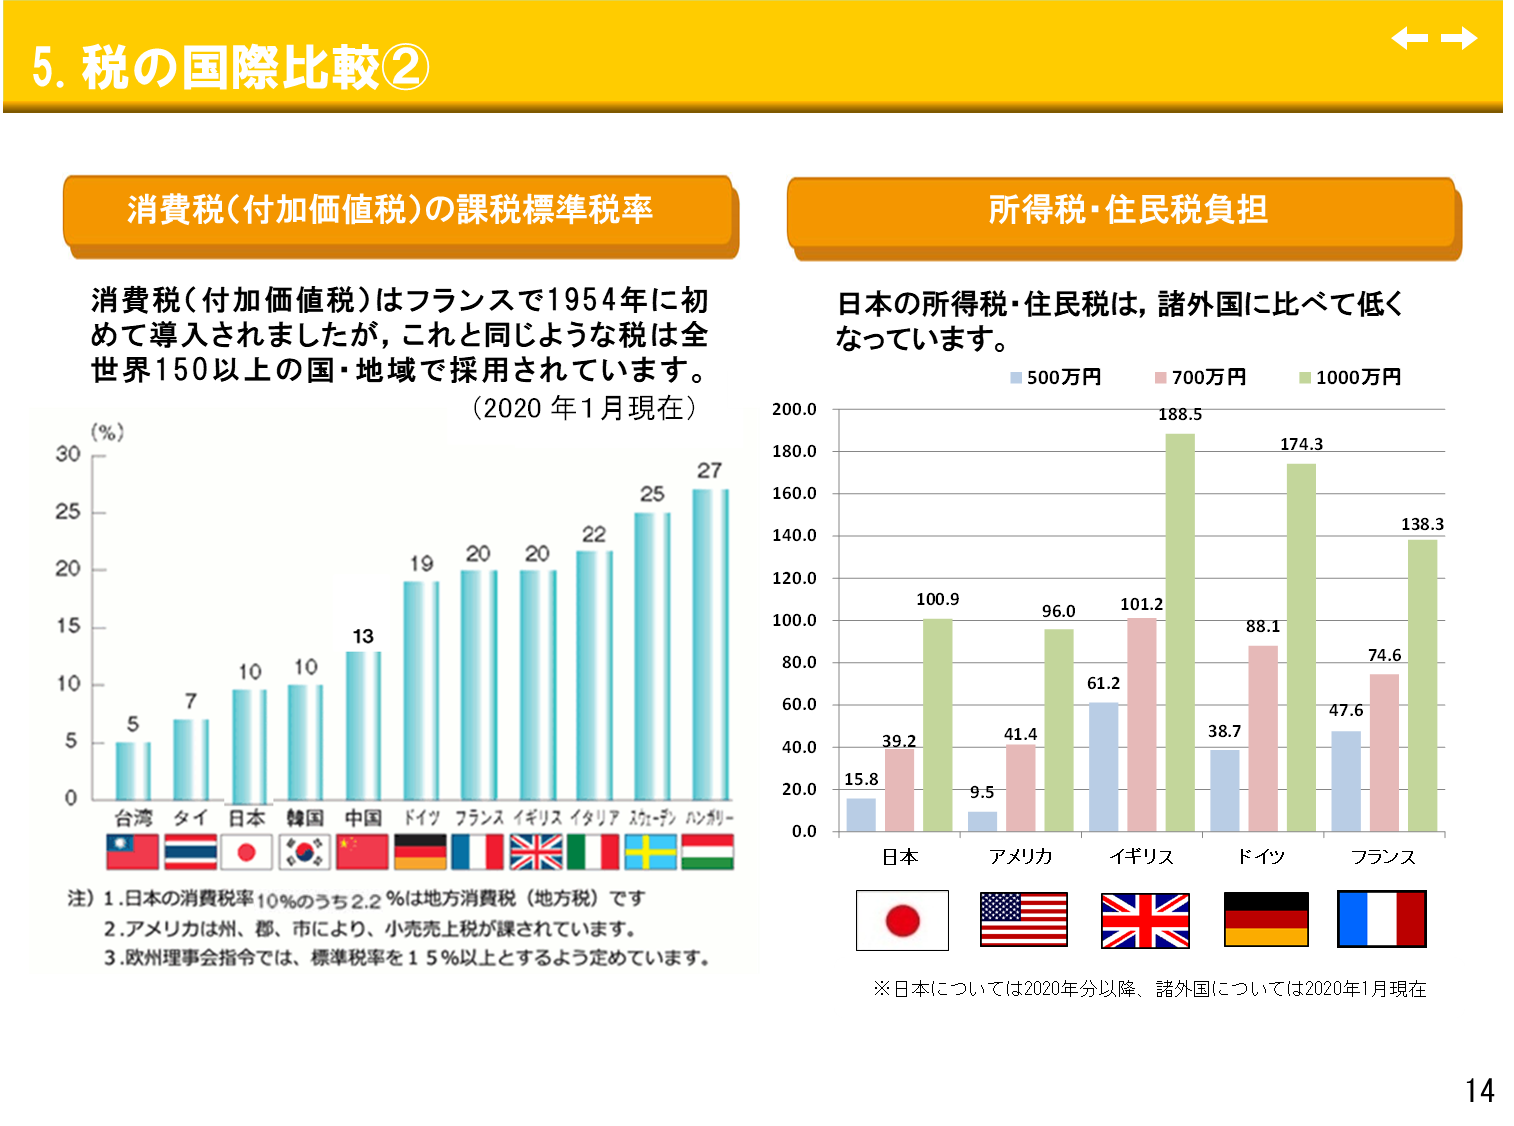 5. 税の国際比較②
消費税(付加価値税)の課税標準税率
消費税(付加価値税)はフランスで1954年に初
めて導入されましたが, これと同じような税は全
世界150以上の国・地域で採用されています。
(2020 年1月現在)
(%)
30
25
20
15
10
5
0
5
7
10
10
13
19
20
20
22
25
27
台湾 タイ 日本 韓国 中国 ドイツ フランス イギリス イタリア スウェーデン ハンガリー
注) 1.日本の消費税率10%のうち2.2 %は地方消費税(地方税)です
2.アメリカは州、郡、市により、小売売上税が課されています。
3.欧州理事会指令では、標準税率を15%以上とするよう定めています。
所得税・住民税負担
日本の所得税・住民税は, 諸外国に比べて低く
なっています。
500万円 700万円 1000万円
200.0
180.0
160.0
140.0
120.0
100.0
80.0
60.0
40.0
20.0
0.0
15.8
39.2
100.9
9.5
41.4
96.0
61.2
101.2
188.5
38.7
88.1
174.3
47.6
74.6
138.3
日本 アメリカ イギリス ドイツ フランス
※日本については2020年分以降、諸外国については2020年1月現在
14